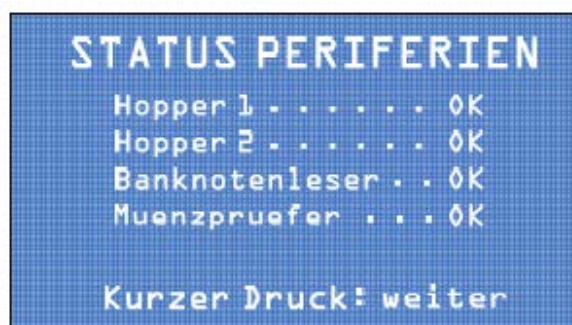 STATUS PERIFERIEN
Hopper 1 . . . . . . OK
Hopper 2 . . . . . . OK
Banknotenleser . . OK
Muenzpruefer . . . OK
Kurzer Druck: weiter